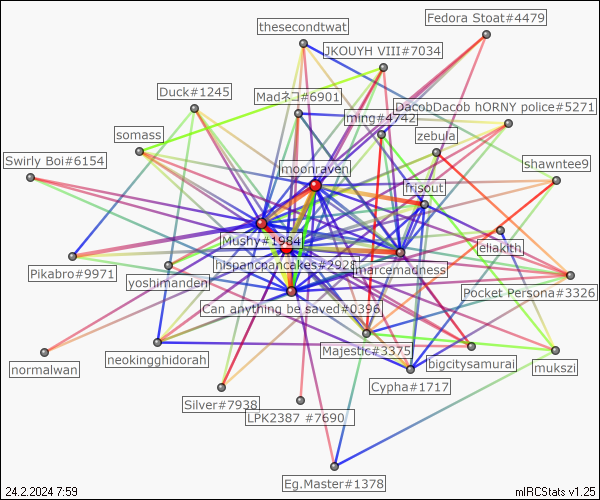 Fedora Stoat#4479
thesecondtwat
JKOUYH VIII#7034
Duck#1245
Madネコ#6901
DacobDacob hORNY police#5271
ming#4742
somass
zebula
Swirly Boi#6154
shawntee9
moonraven
frisout
Mushy#1984
eliakith
hispancpancakes#2928
marcemadness
Pikabro#9971
yoshimanden
Pocket Persona#3326
Can anything be saved#0396
Majestic#3375
neokingghidorah
bigcitysamurai
normalwan
mukszi
Cypha#1717
Silver#7938
LPK2387 #7690
Eg.Master#1378
24.2.2024 7:59
mIRCStats v1.25